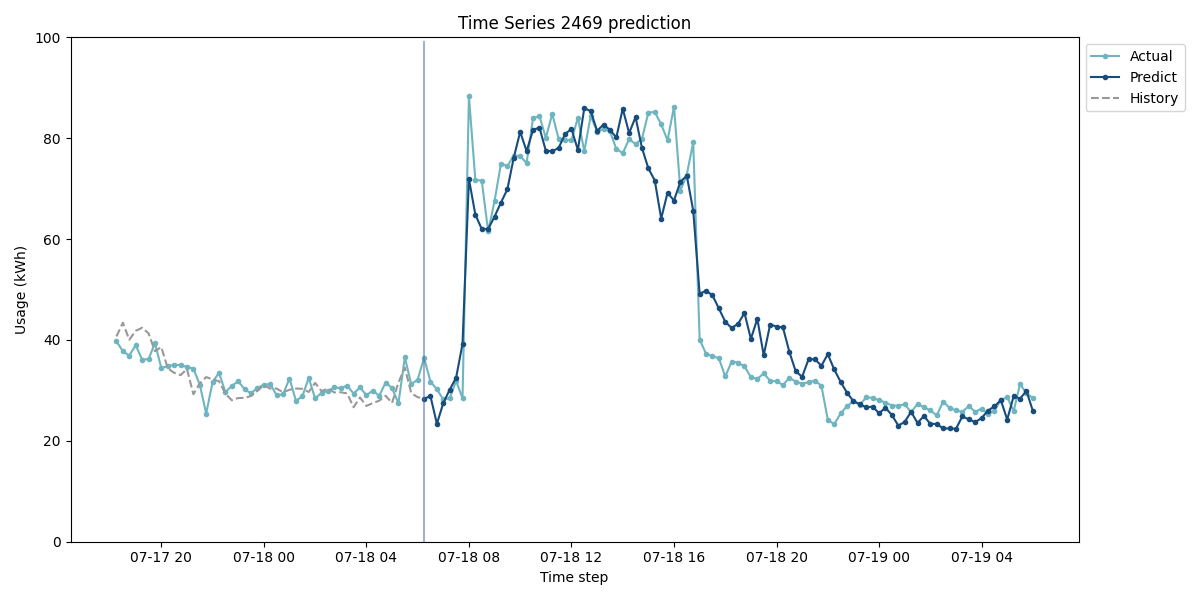 Time Series 2469 prediction
100
80
60
40
20
0
Usage (kWh)
07-17 20
07-18 00
07-18 04
07-18 08
07-18 12
07-18 16
07-18 20
07-19 00
07-19 04
Time step
Actual
Predict
History